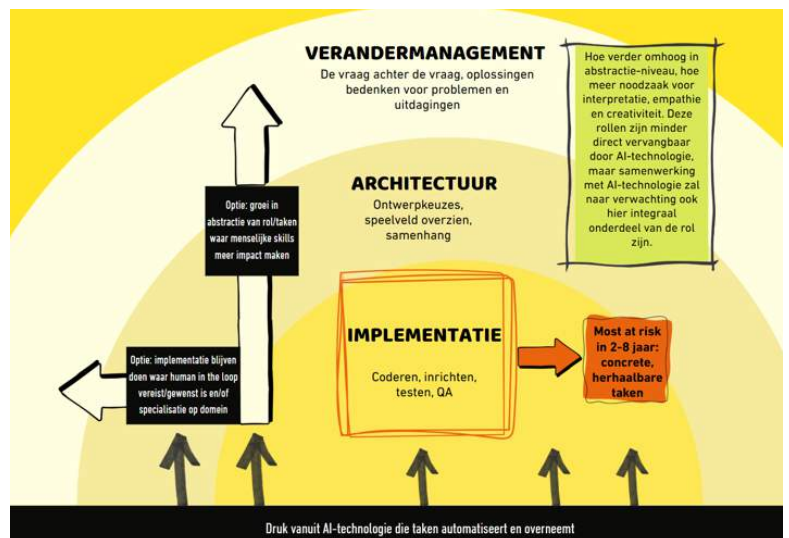 VERANDERMANAGEMENT
De vraag achter de vraag, oplossingen
bedenken voor problemen en
uitdagingen
Hoe verder omhoog in
abstractie-niveau, hoe
meer noodzaak voor
interpretatie, empathie
en creativiteit. Deze
rollen zijn minder
direct vervangbaar
door AI-technologie,
maar samenwerking
met AI-technologie zal
naar verwachting ook
hier integraal
onderdeel van de rol
zijn.
ARCHITECTUUR
Ontwerpkeuzes,
speelveld overzien,
samenhang
Optie: groei in
abstractie van rol/taken
waar menselijke skills
meer impact maken
IMPLEMENTATIE
Coderen, inrichten,
testen, QA
Most at risk
in 2-8 jaar:
concrete,
herhaalbare
taken
Optie: implementatie blijven
doen waar human in the loop
vereist/gewenst is en/of
specialisatie op domein
Druk vanuit AI-technologie die taken automatiseert en overneemt